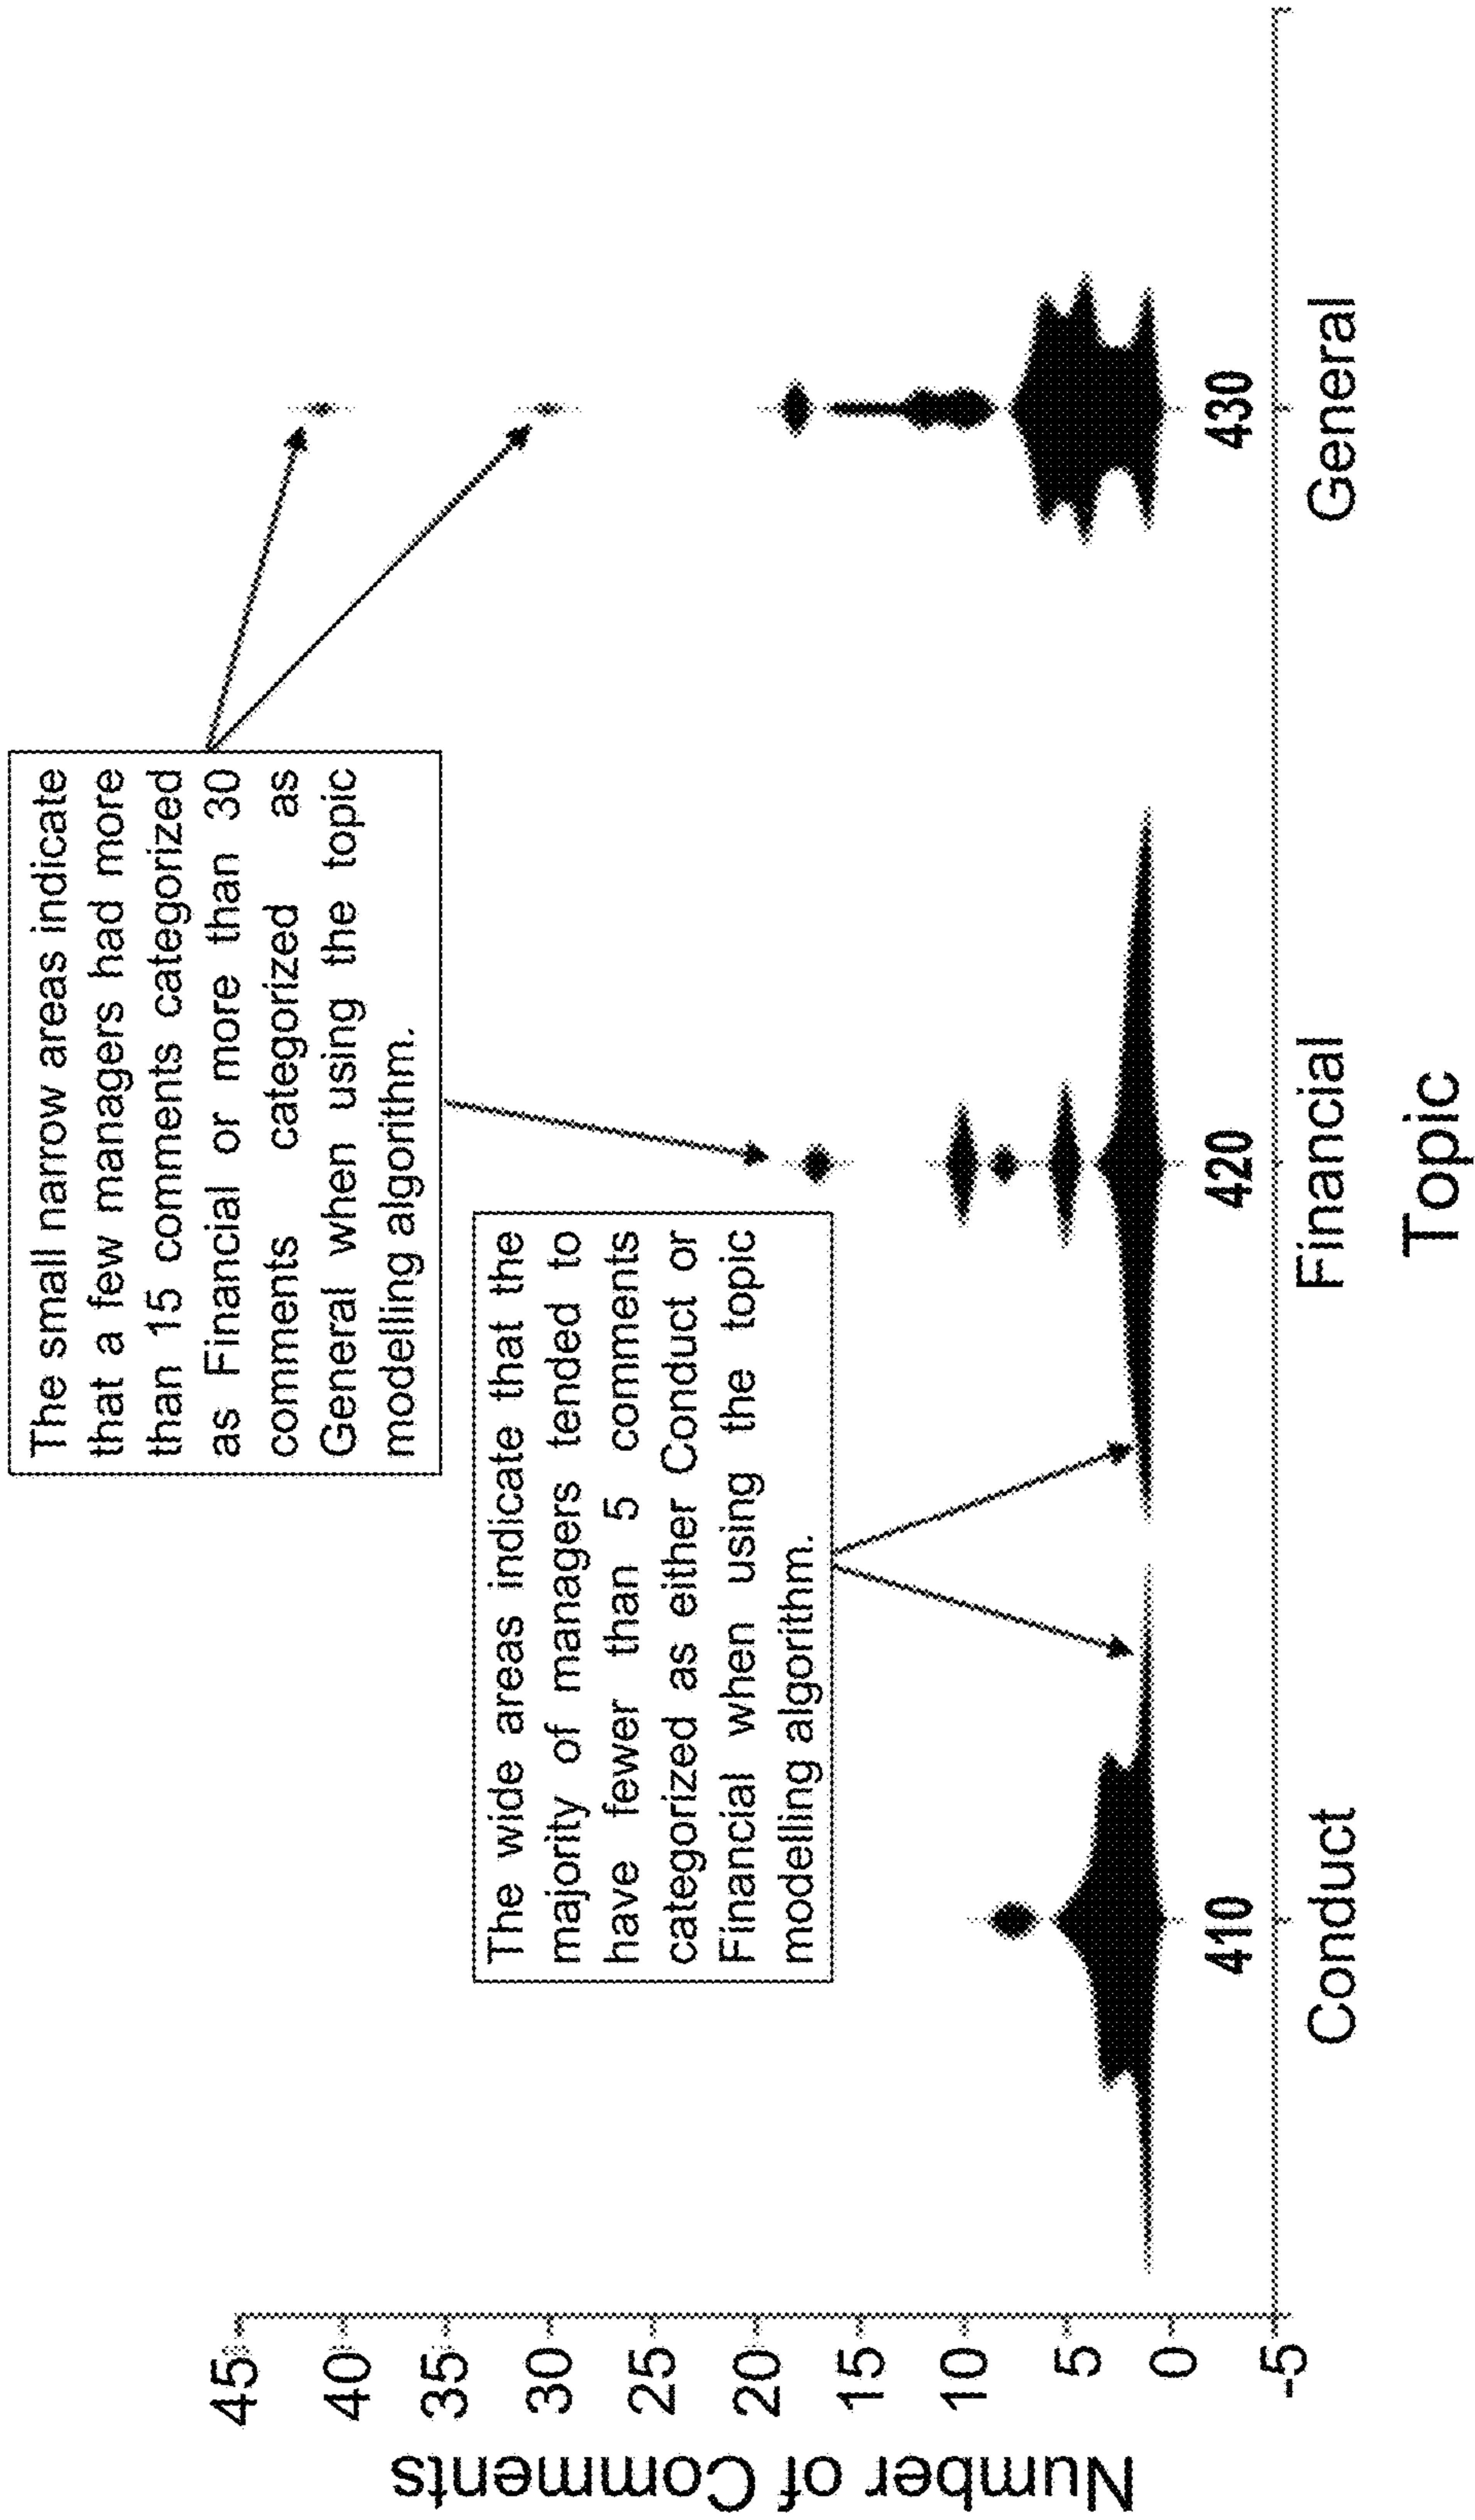 The small narrow areas indicate
that a few managers had more
than 15 comments categorized
as Financial or more than 30
comments categorized as
General when using the topic
modelling algorithm.
The wide areas indicate that the
majority of managers tended to
have fewer than 5 comments
categorized as either Conduct or
Financial when using the topic
modelling algorithm.
Number of Comments
45
40
35
30
25
20
15
10
5
0
-5
410
420
430
Conduct
Financial
General
Topic